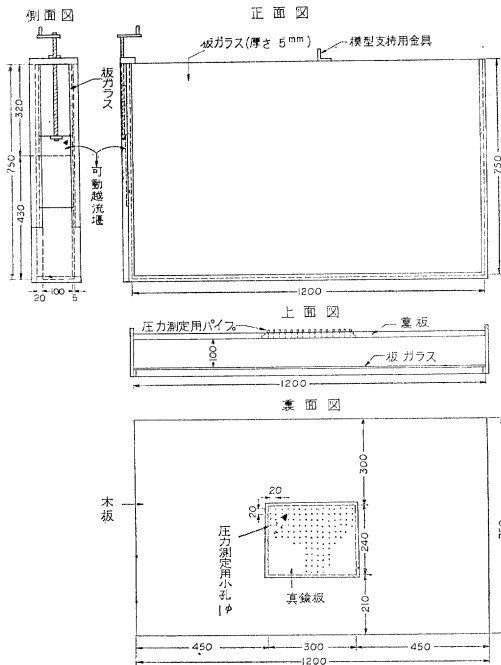 側面図
正面図
板ガラス(厚さ 5mm)
模型支持用金具
板ガラス
320
750
430
可動越流堰
750
20
100
5
1200
上面図
圧力測定用パイプ
裏板
100
板ガラス
1200
裏面図
300
木板
20
20
圧力測定用小孔 1φ
240
真鍮板
210
450
300
450
1200